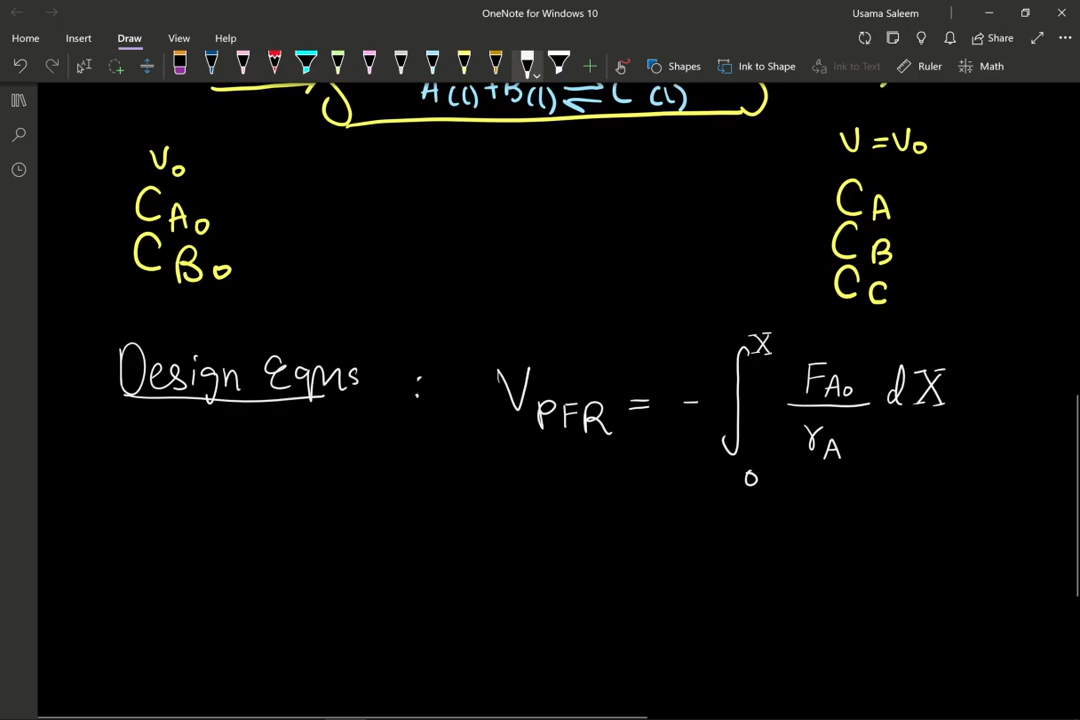 OneNote for Windows 10
Usama Saleem
Home Insert Draw View Help
Share
Shapes Ink to Shape Ink to Text Ruler Math
A(l) + B(l) ⇌ C (l)
v₀
C_A₀
C_B₀
v = v₀
C_A
C_B
C_C
Design Eqns : V_PFR = - ∫₀^X F_A₀ / r_A dX